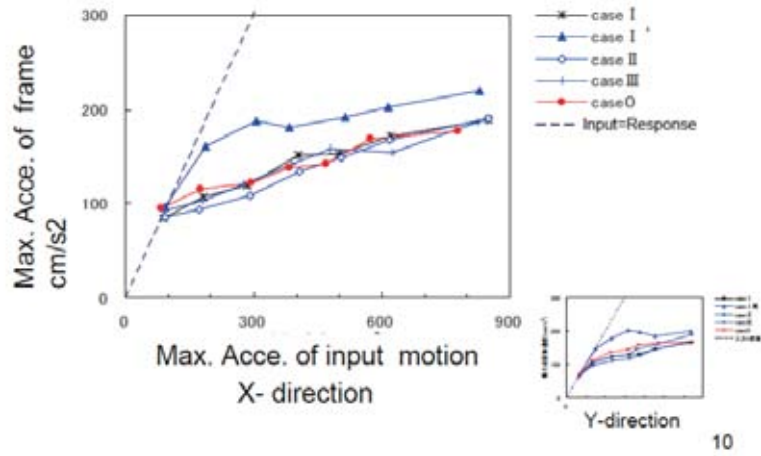 300
200
100
0
0
300
600
900
Max. Acce. of frame
cm/s2
Max. Acce. of input motion
X- direction
case Ⅰ
case Ⅰ '
case Ⅱ
case Ⅲ
caseO
Input=Response
Y-direction
10